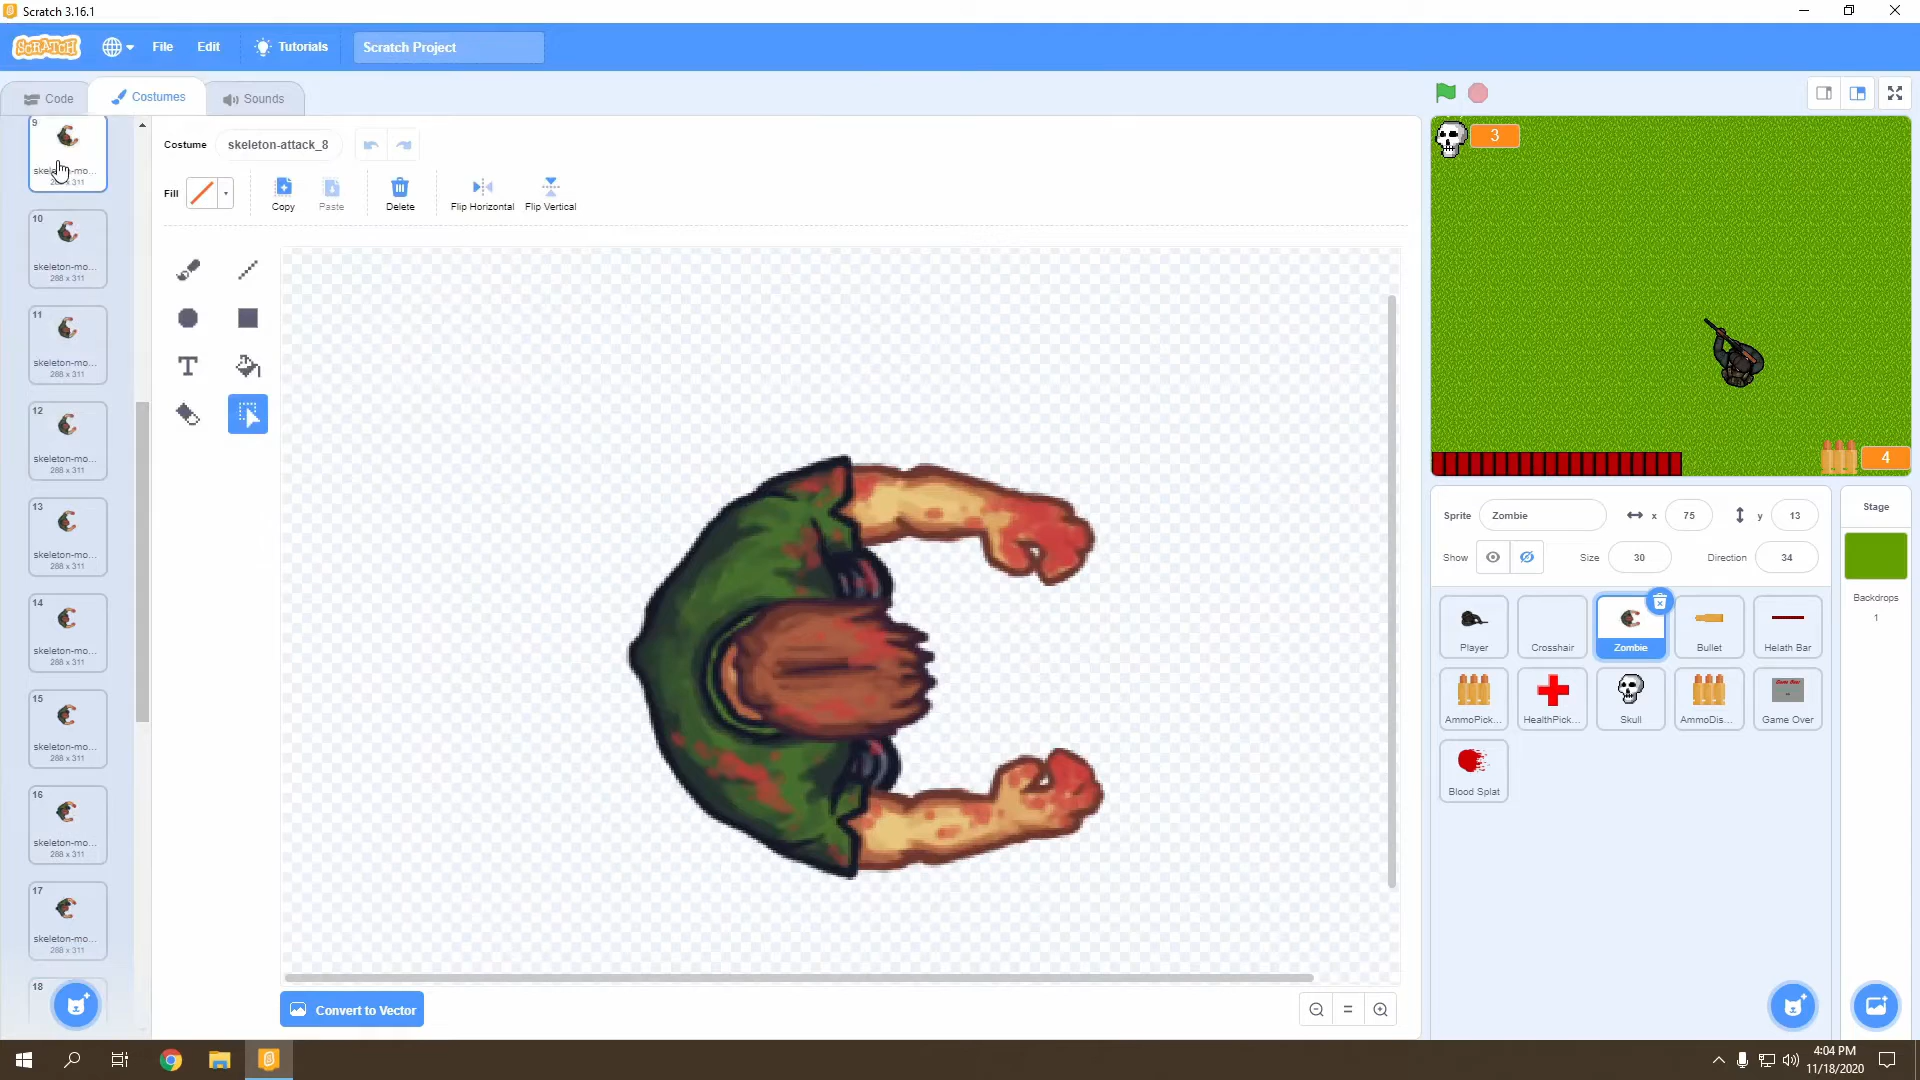 Scratch 3.16.1
SCRATCH
File
Edit
Tutorials
Scratch Project
Code
Costumes
Sounds
9
10
skeleton-mo...
288 x 311
11
skeleton-mo...
288 x 311
12
skeleton-mo...
288 x 311
13
skeleton-mo...
288 x 311
14
skeleton-mo...
288 x 311
15
skeleton-mo...
288 x 311
16
skeleton-mo...
288 x 311
17
skeleton-mo...
288 x 311
18
Costume
skeleton-attack_8
Fill
Copy
Paste
Delete
Flip Horizontal
Flip Vertical
T
Convert to Vector
3
4
Sprite
Zombie
x
75
y
13
Show
Size
30
Direction
34
Player
Crosshair
Zombie
Bullet
Helath Bar
AmmoPick...
HealthPick...
Skull
AmmoDis...
Game Over
Blood Splat
Stage
Backdrops
1
4:04 PM
11/18/2020